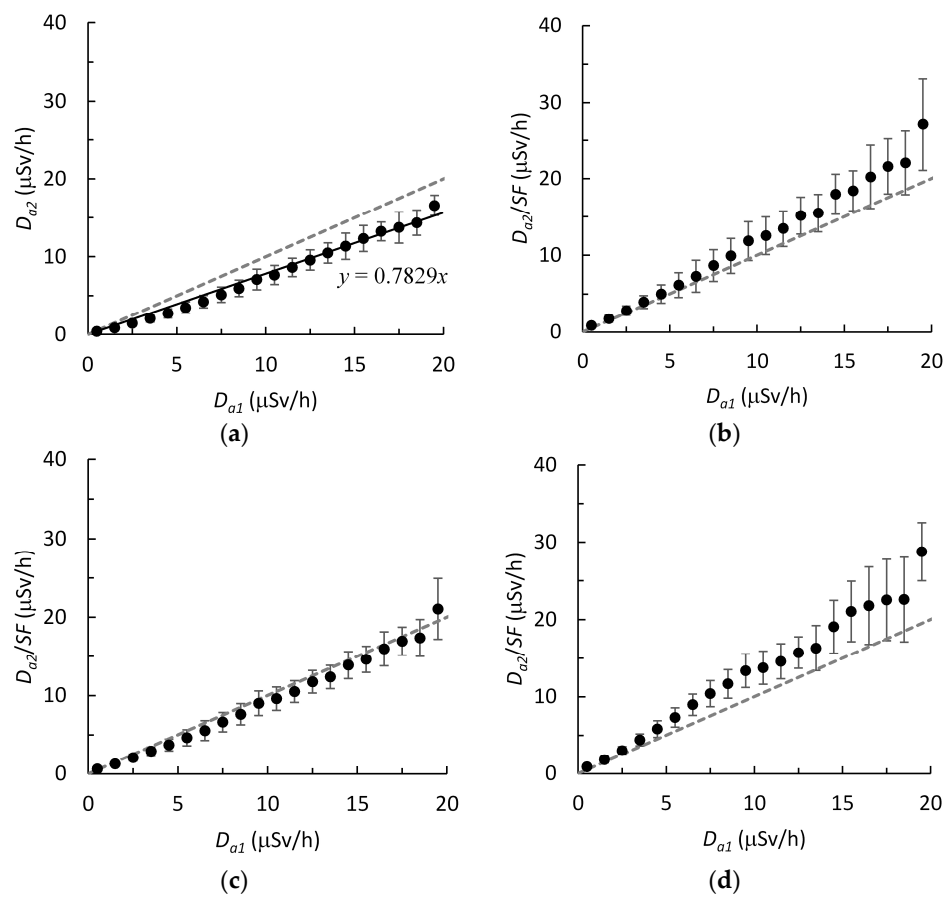 40
30
20
10
0
D_a2 (μSv/h)
y = 0.7829x
0 5 10 15 20
D_a1 (μSv/h)
(a)
40
30
20
10
0
D_a2/SF (μSv/h)
0 5 10 15 20
D_a1 (μSv/h)
(b)
40
30
20
10
0
D_a2/SF (μSv/h)
0 5 10 15 20
D_a1 (μSv/h)
(c)
40
30
20
10
0
D_a2/SF (μSv/h)
0 5 10 15 20
D_a1 (μSv/h)
(d)